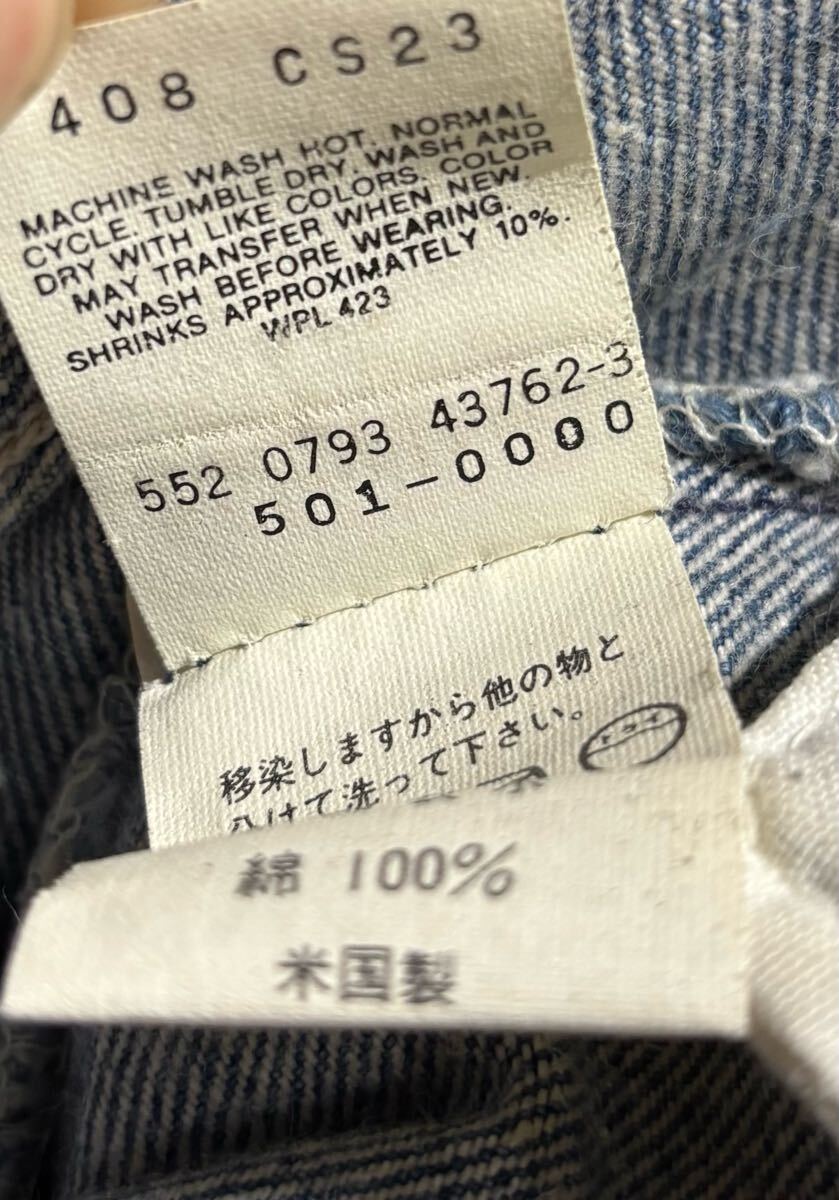 408 CS23
MACHINE WASH HOT. NORMAL
CYCLE. TUMBLE DRY. WASH AND
DRY WITH LIKE COLORS. COLOR
MAY TRANSFER WHEN NEW.
WASH BEFORE WEARING.
SHRINKS APPROXIMATELY 10%.
WPL 423
552 0793 43762-3
501-0000
移染しますから他の物と
分けて洗って下さい。
ドライ
綿 100%
米国製